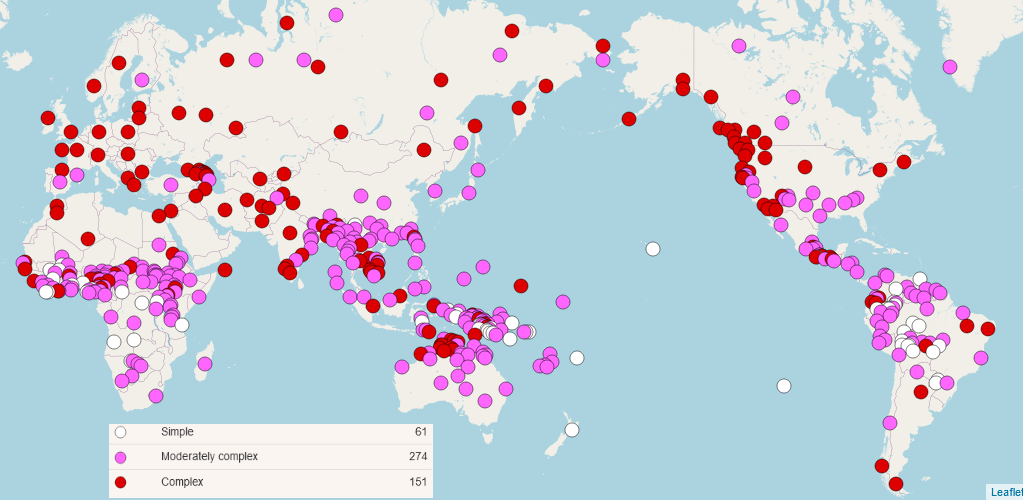 Simple 61
Moderately complex 274
Complex 151
Leaflet